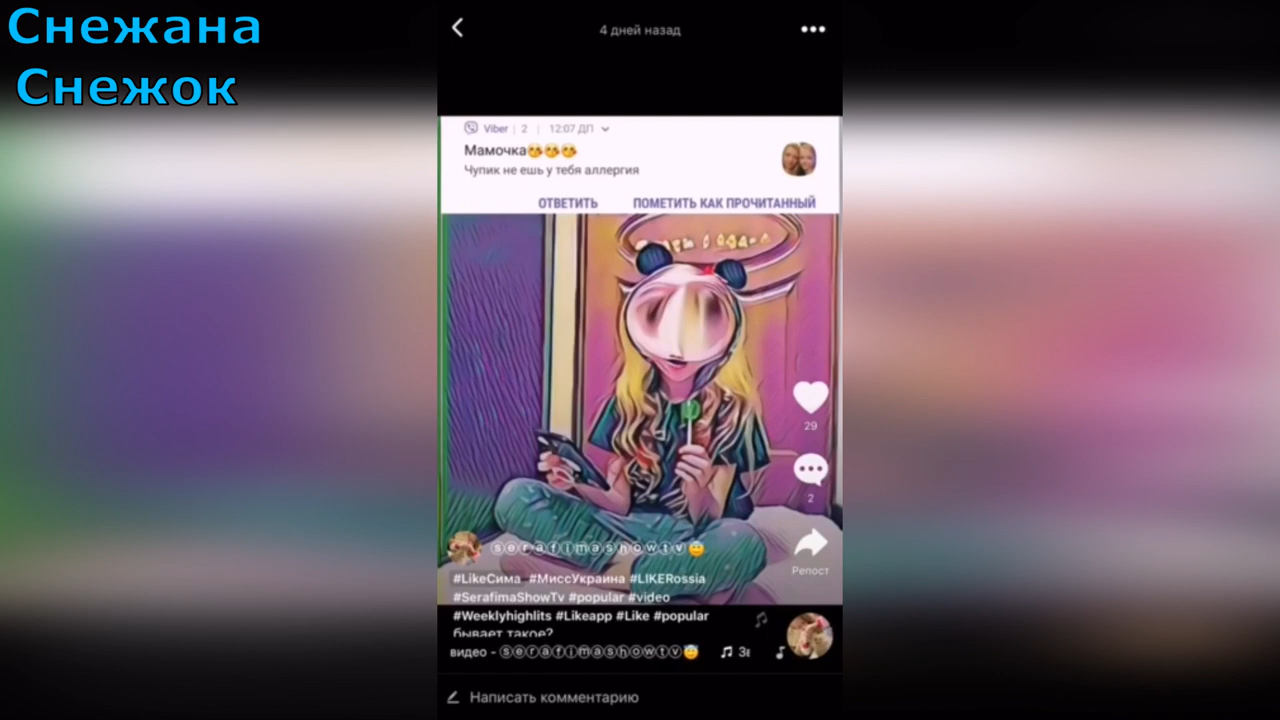 Снежана
Снежок
4 дней назад
Viber | 2 | 12:07 ДП
Мамочка
Чупик не ешь у тебя аллергия
ОТВЕТИТЬ ПОМЕТИТЬ КАК ПРОЧИТАННЫЙ
29
2
ⓢⓔⓡⓐⓕⓘⓜⓐⓢⓗⓞⓦⓣⓥ
Репост
#LikeСима #МиссУкраина #LIKERossia
#SerafimaShowTv #popular #video
#Weeklyhighlits #Likeapp #Like #popular
бывает такое?
видео - ⓢⓔⓡⓐⓕⓘⓜⓐⓢⓗⓞⓦⓣⓥ
Написать комментарию